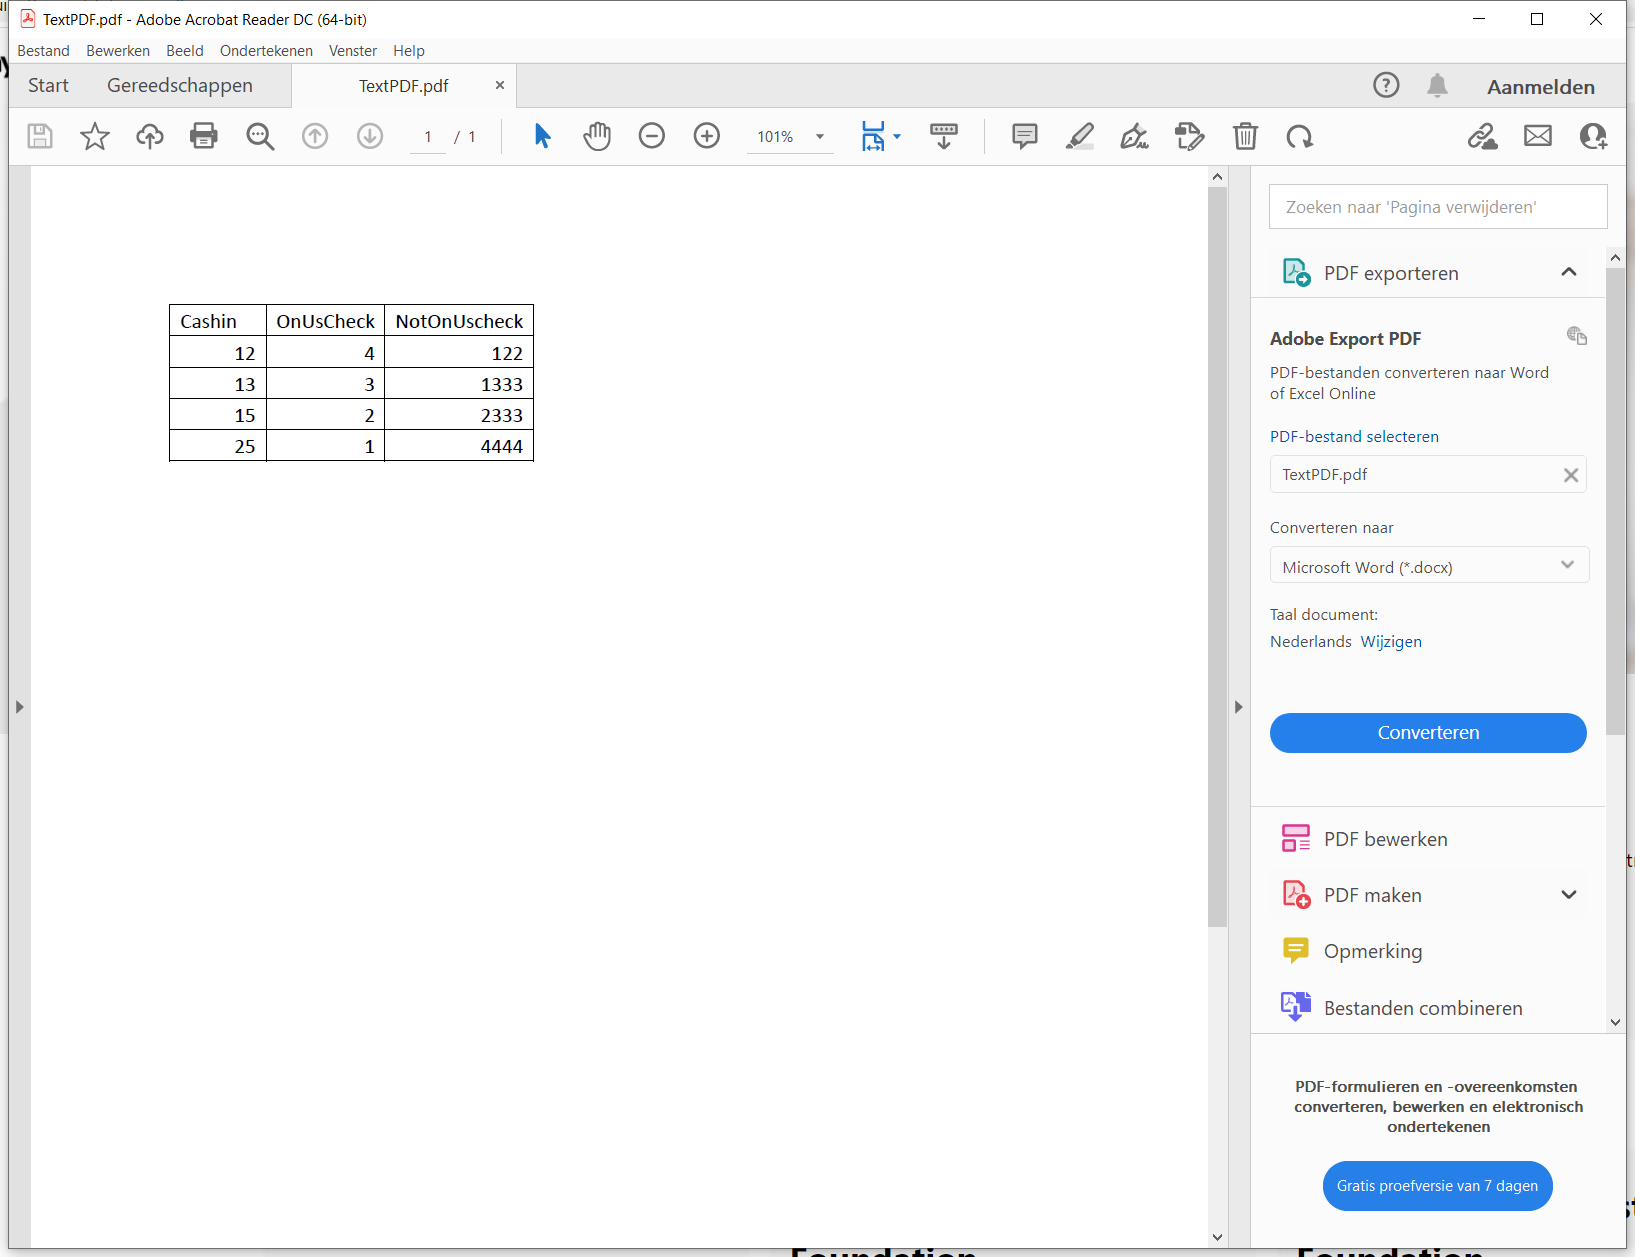 TextPDF.pdf - Adobe Acrobat Reader DC (64-bit)
Bestand Bewerken Beeld Ondertekenen Venster Help
Start Gereedschappen TextPDF.pdf Aanmelden
1 / 1 101%
Zoeken naar 'Pagina verwijderen'
PDF exporteren
Adobe Export PDF
PDF-bestanden converteren naar Word
of Excel Online
PDF-bestand selecteren
TextPDF.pdf
Converteren naar
Microsoft Word (*.docx)
Taal document:
Nederlands Wijzigen
Converteren
PDF bewerken
PDF maken
Opmerking
Bestanden combineren
PDF-formulieren en -overeenkomsten
converteren, bewerken en elektronisch
ondertekenen
Gratis proefversie van 7 dagen
Cashin OnUsCheck NotOnUscheck
12 4 122
13 3 1333
15 2 2333
25 1 4444
Foundation Foundation